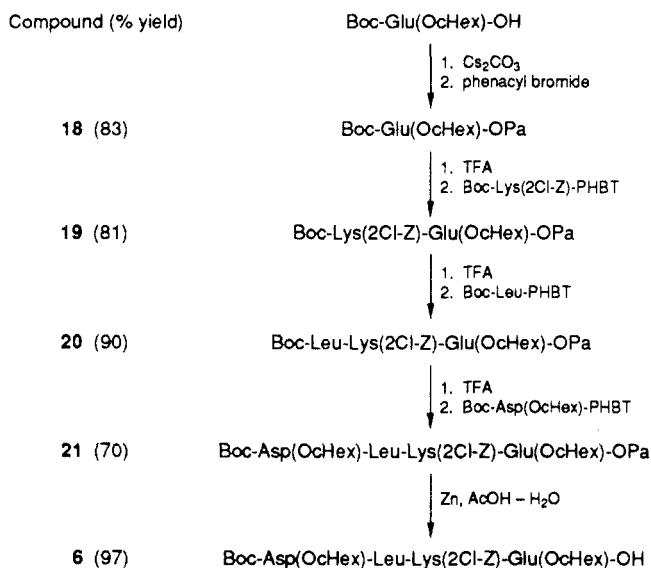 Compound (% yield) Boc-Glu(OcHex)-OH
1. Cs₂CO₃
2. phenacyl bromide
18 (83) Boc-Glu(OcHex)-OPa
1. TFA
2. Boc-Lys(2Cl-Z)-PHBT
19 (81) Boc-Lys(2Cl-Z)-Glu(OcHex)-OPa
1. TFA
2. Boc-Leu-PHBT
20 (90) Boc-Leu-Lys(2Cl-Z)-Glu(OcHex)-OPa
1. TFA
2. Boc-Asp(OcHex)-PHBT
21 (70) Boc-Asp(OcHex)-Leu-Lys(2Cl-Z)-Glu(OcHex)-OPa
Zn, AcOH – H₂O
6 (97) Boc-Asp(OcHex)-Leu-Lys(2Cl-Z)-Glu(OcHex)-OH